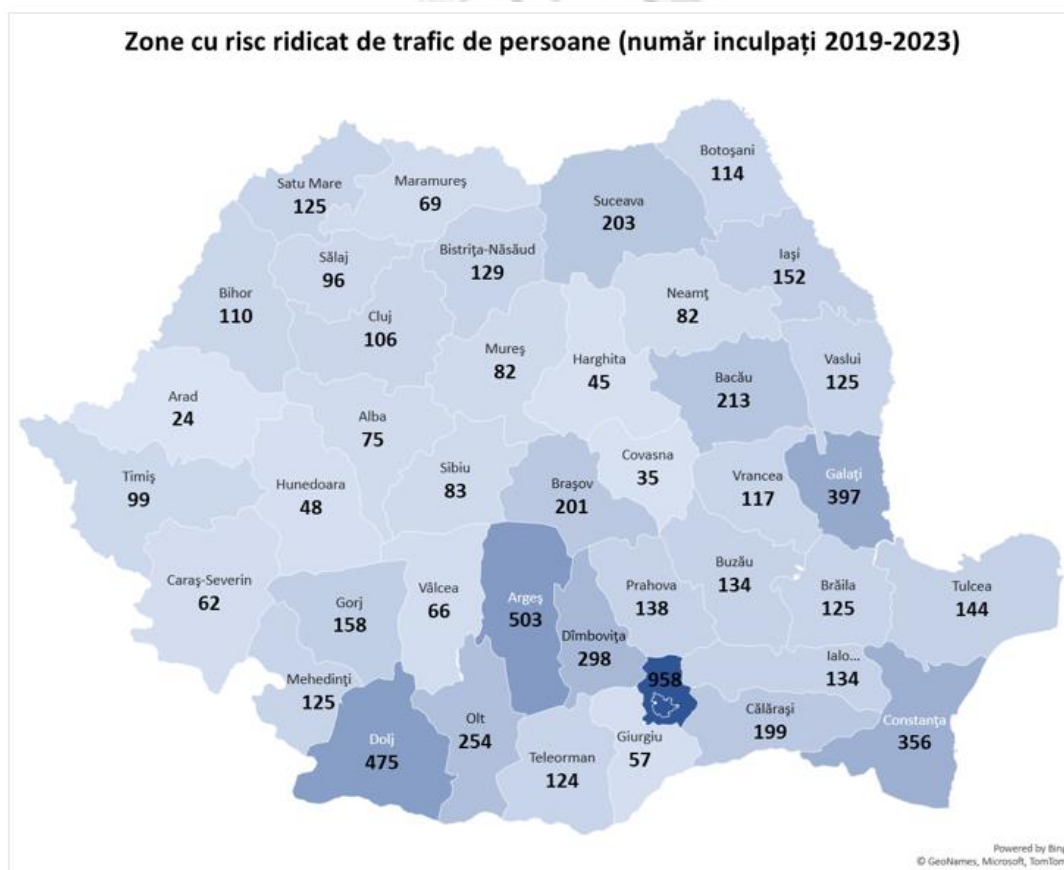 Zone cu risc ridicat de trafic de persoane (număr inculpați 2019-2023)
Botoşani
114
Satu Mare
125
Maramureş
69
Suceava
203
Bistriţa-Năsăud
129
Iaşi
152
Sălaj
96
Neamţ
82
Bihor
110
Cluj
106
Mureş
82
Harghita
45
Vaslui
125
Bacău
213
Arad
24
Alba
75
Covasna
35
Sibiu
83
Timiş
99
Hunedoara
48
Braşov
201
Vrancea
117
Galaţi
397
Caraş-Severin
62
Gorj
158
Vâlcea
66
Argeş
503
Prahova
138
Buzău
134
Brăila
125
Tulcea
144
Dîmboviţa
298
Ialo...
134
Mehedinţi
125
958
Călăraşi
199
Constanţa
356
Olt
254
Dolj
475
Giurgiu
57
Teleorman
124
Powered by Bing
© GeoNames, Microsoft, TomTom